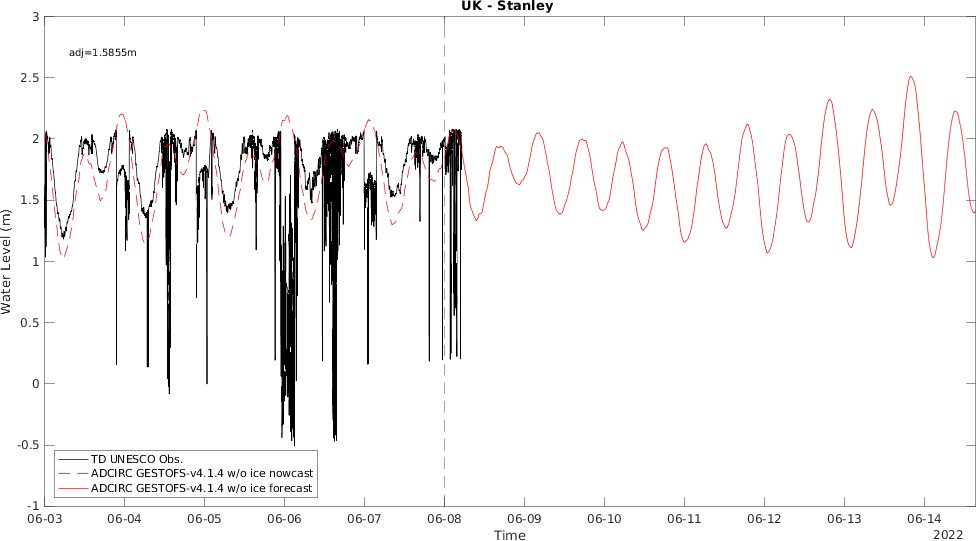 UK - Stanley
adj=1.5855m
3
2.5
2
1.5
1
0.5
0
-0.5
-1
Water Level (m)
TD UNESCO Obs.
ADCIRC GESTOFS-v4.1.4 w/o ice nowcast
ADCIRC GESTOFS-v4.1.4 w/o ice forecast
06-03 06-04 06-05 06-06 06-07 06-08 06-09 06-10 06-11 06-12 06-13 06-14
Time
2022